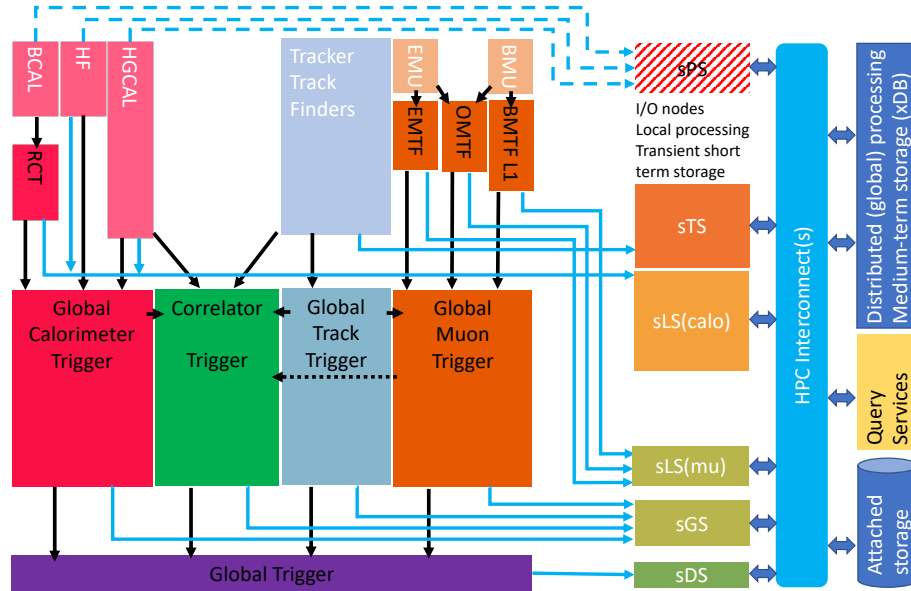 BCAL
HF
HGCAL
Tracker
Track
Finders
EMU
BMU
RCT
EMTF
OMTF
BMTF L1
sPS
I/O nodes
Local processing
Transient short
term storage
sTS
sLS(calo)
sLS(mu)
sGS
sDS
Global
Calorimeter
Trigger
Correlator
Trigger
Global
Track
Trigger
Global
Muon
Trigger
Global Trigger
HPC Interconnect(s)
Distributed (global) processing
Medium-term storage (xDB)
Query
Services
Attached
storage